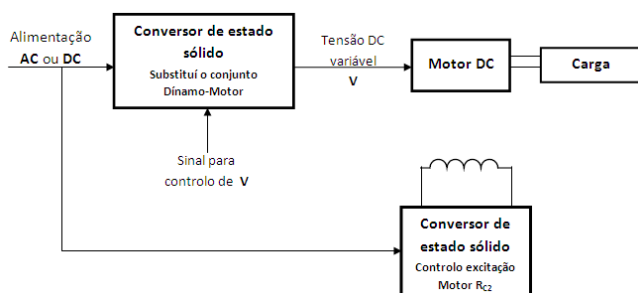 Alimentação
AC ou DC
Conversor de estado
sólido
Substituí o conjunto
Dínamo-Motor
Tensão DC
variável
V
Motor DC
Carga
Sinal para
controlo de V
Conversor de
estado sólido
Controlo excitação
Motor RC2